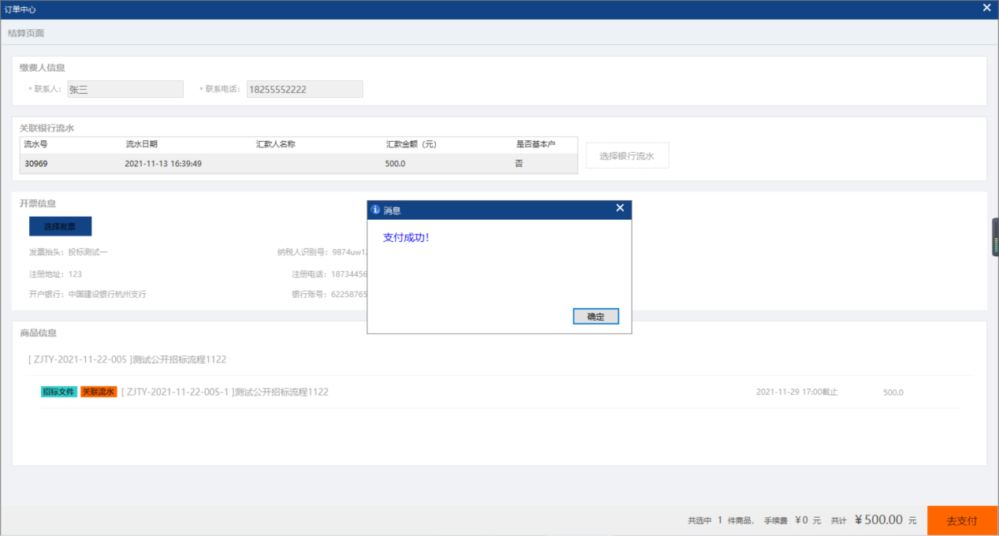 订单中心
结算页面
缴费人信息
* 联系人: 张三 * 联系电话: 18255552222
关联银行流水
流水号 流水日期 汇款人名称 汇款金额(元) 是否基本户
30969 2021-11-13 16:39:49 500.0 否
选择银行流水
开票信息
选择发票
发票抬头: 投标测试一 纳税人识别号: 9874uw12
注册地址: 123 注册电话: 18734456
开户银行: 中国建设银行杭州支行 银行账号: 62258765
消息
支付成功!
确定
商品信息
[ ZJTY-2021-11-22-005 ]测试公开招标流程1122
招标文件 关联流水 [ ZJTY-2021-11-22-005-1 ]测试公开招标流程1122 2021-11-29 17:00截止 500.0
共选中 1 件商品, 手续费 ¥0 元 共计 ¥500.00 元 去支付